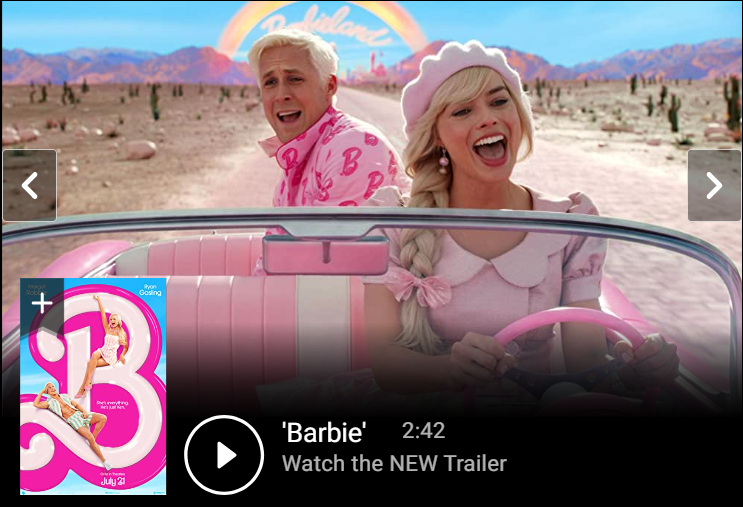 Barbieland
Margot Robbie
Ryan Gosling
She's everything.
He's just Ken.
Only in Theaters
July 21
'Barbie' 2:42
Watch the NEW Trailer